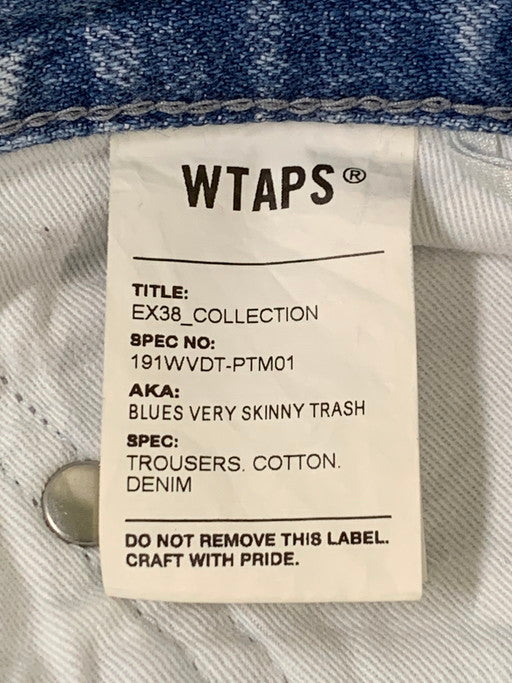 WTAPS®
TITLE:
EX38_COLLECTION
SPEC NO:
191WVDT-PTM01
AKA:
BLUES VERY SKINNY TRASH
SPEC:
TROUSERS. COTTON.
DENIM
DO NOT REMOVE THIS LABEL.
CRAFT WITH PRIDE.